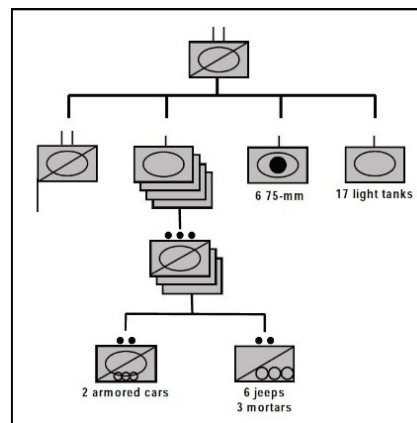 6 75-mm
17 light tanks
2 armored cars
6 jeeps
3 mortars